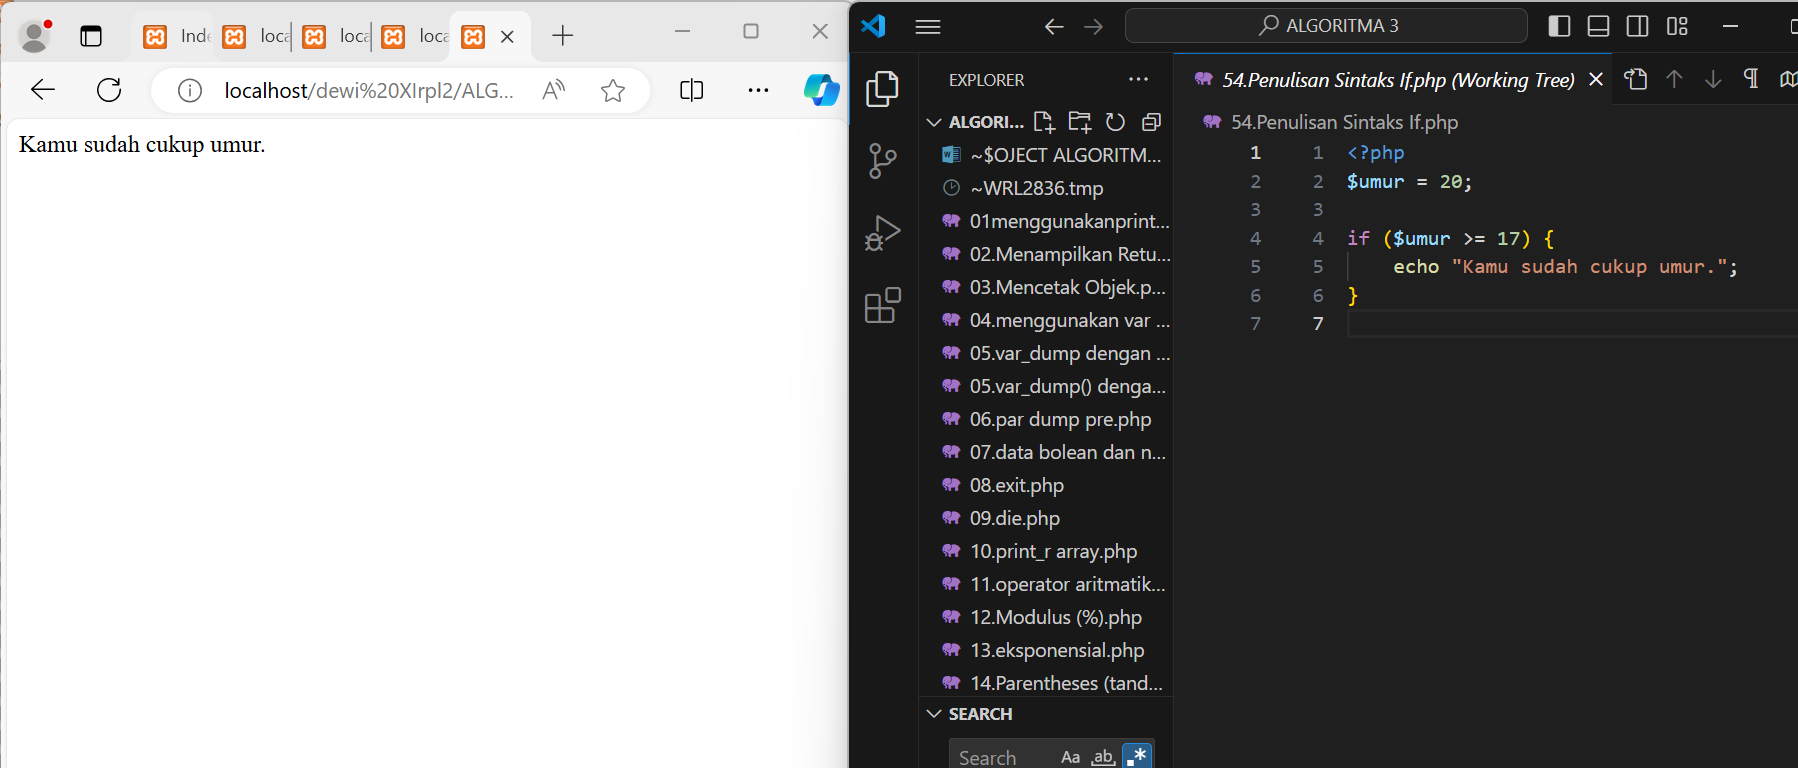 Inde
loca
loca
loca
localhost/dewi%20XIrpl2/ALG...
Kamu sudah cukup umur.
ALGORITMA 3
EXPLORER
ALGORI...
~$OJECT ALGORITM...
~WRL2836.tmp
01menggunakanprint...
02.Menampilkan Retu...
03.Mencetak Objek.p...
04.menggunakan var ...
05.var_dump dengan ...
05.var_dump() denga...
06.par dump pre.php
07.data bolean dan n...
08.exit.php
09.die.php
10.print_r array.php
11.operator aritmatik...
12.Modulus (%).php
13.eksponensial.php
14.Parentheses (tand...
SEARCH
Search Aa ab .*
54.Penulisan Sintaks If.php (Working Tree)
54.Penulisan Sintaks If.php
1 1 <?php
2 2 $umur = 20;
3 3
4 4 if ($umur >= 17) {
5 5 echo "Kamu sudah cukup umur.";
6 6 }
7 7